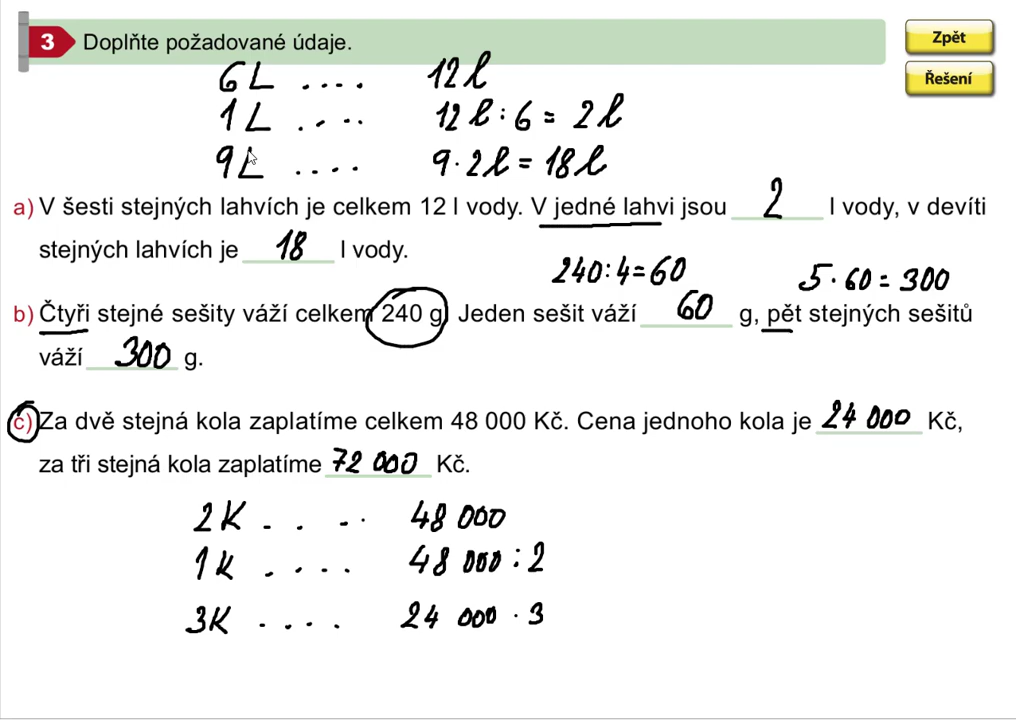 3 Doplňte požadované údaje.
Zpět
Řešení
6L .... 12l
1L .... 12l : 6 = 2l
9L .... 9 · 2l = 18l
a) V šesti stejných lahvích je celkem 12 l vody. V jedné lahvi jsou 2 l vody, v devíti
stejných lahvích je 18 l vody.
240 : 4 = 60 5 · 60 = 300
b) Čtyři stejné sešity váží celkem 240 g. Jeden sešit váží 60 g, pět stejných sešitů
váží 300 g.
c) Za dvě stejná kola zaplatíme celkem 48 000 Kč. Cena jednoho kola je 24 000 Kč,
za tři stejná kola zaplatíme 72 000 Kč.
2K .... 48 000
1K .... 48 000 : 2
3K .... 24 000 · 3